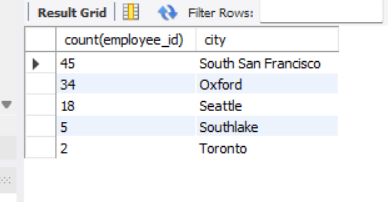 Result Grid Filter Rows:
count(employee_id) city
45 South San Francisco
34 Oxford
18 Seattle
5 Southlake
2 Toronto